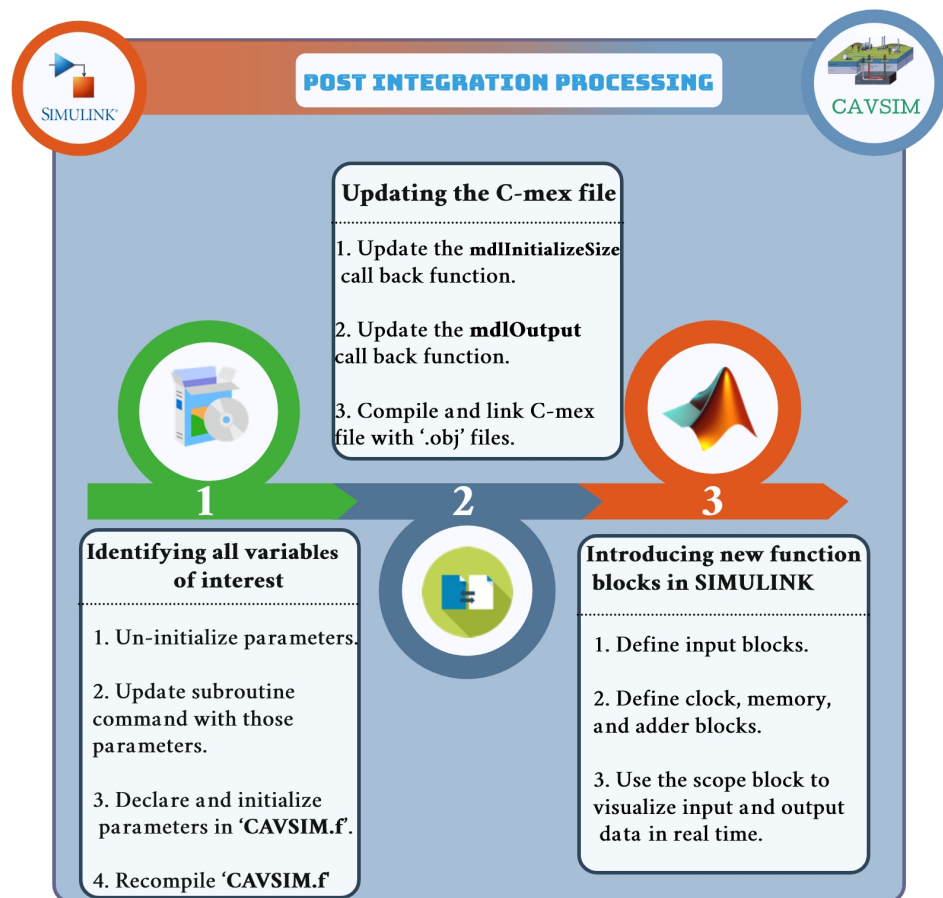 POST INTEGRATION PROCESSING
SIMULINK®
CAVSIM
Updating the C-mex file
1. Update the mdlInitializeSize
call back function.
2. Update the mdlOutput
call back function.
3. Compile and link C-mex
file with ‘.obj’ files.
1
2
3
Identifying all variables
of interest
1. Un-initialize parameters.
2. Update subroutine
command with those
parameters.
3. Declare and initialize
parameters in ‘CAVSIM.f’.
4. Recompile ‘CAVSIM.f'
Introducing new function
blocks in SIMULINK
1. Define input blocks.
2. Define clock, memory,
and adder blocks.
3. Use the scope block to
visualize input and output
data in real time.